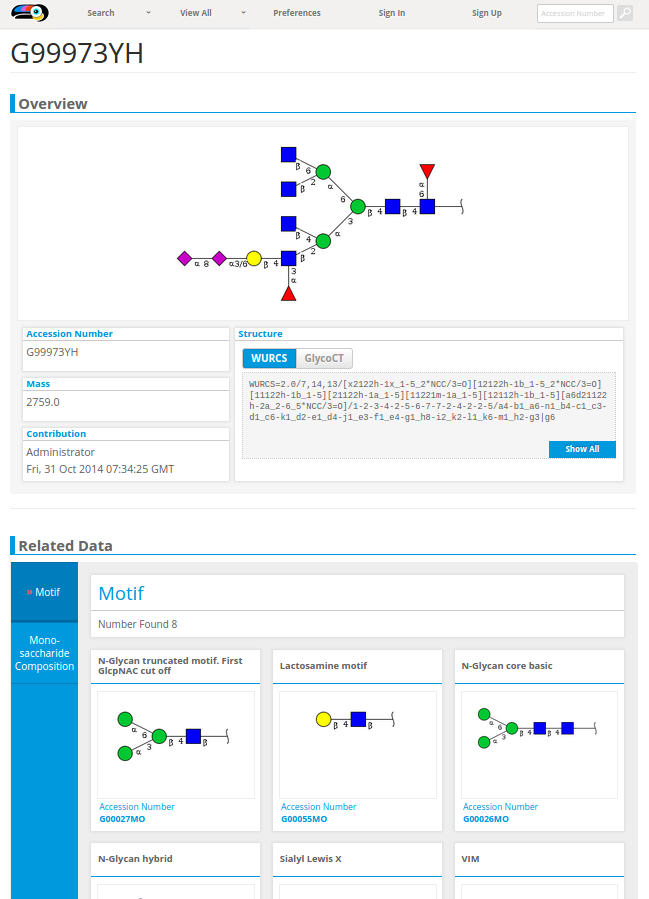 Search
View All
Preferences
Sign In
Sign Up
Accession Number
G99973YH
Overview
β 6
β 2
α
6
α
6
β 4 β 4
3
β 4
α
β 2
α 8 α3/6 β 4
3
α
Accession Number
G99973YH
Mass
2759.0
Contribution
Administrator
Fri, 31 Oct 2014 07:34:25 GMT
Structure
WURCS GlycoCT
WURCS=2.0/7,14,13/[x2122h-1x_1-5_2*NCC/3=O][12122h-1b_1-5_2*NCC/3=O]
[11122h-1b_1-5][21122h-1a_1-5][11221m-1a_1-5][12112h-1b_1-5][a6d21122
h-2a_2-6_5*NCC/3=O]/1-2-3-4-2-5-6-7-7-2-4-2-2-5/a4-b1_a6-n1_b4-c1_c3-
d1_c6-k1_d2-e1_d4-j1_e3-f1_e4-g1_h8-i2_k2-l1_k6-m1_h2-g3|g6
Show All
Related Data
Motif
Mono-
saccharide
Composition
Motif
Number Found 8
N-Glycan truncated motif. First
GlcpNAC cut off
α 6
β 4 β
α 3
Accession Number
G00027MO
Lactosamine motif
β 4 β
Accession Number
G00055MO
N-Glycan core basic
α 6
β 4 β 4
α 3
Accession Number
G00026MO
N-Glycan hybrid
Sialyl Lewis X
VIM